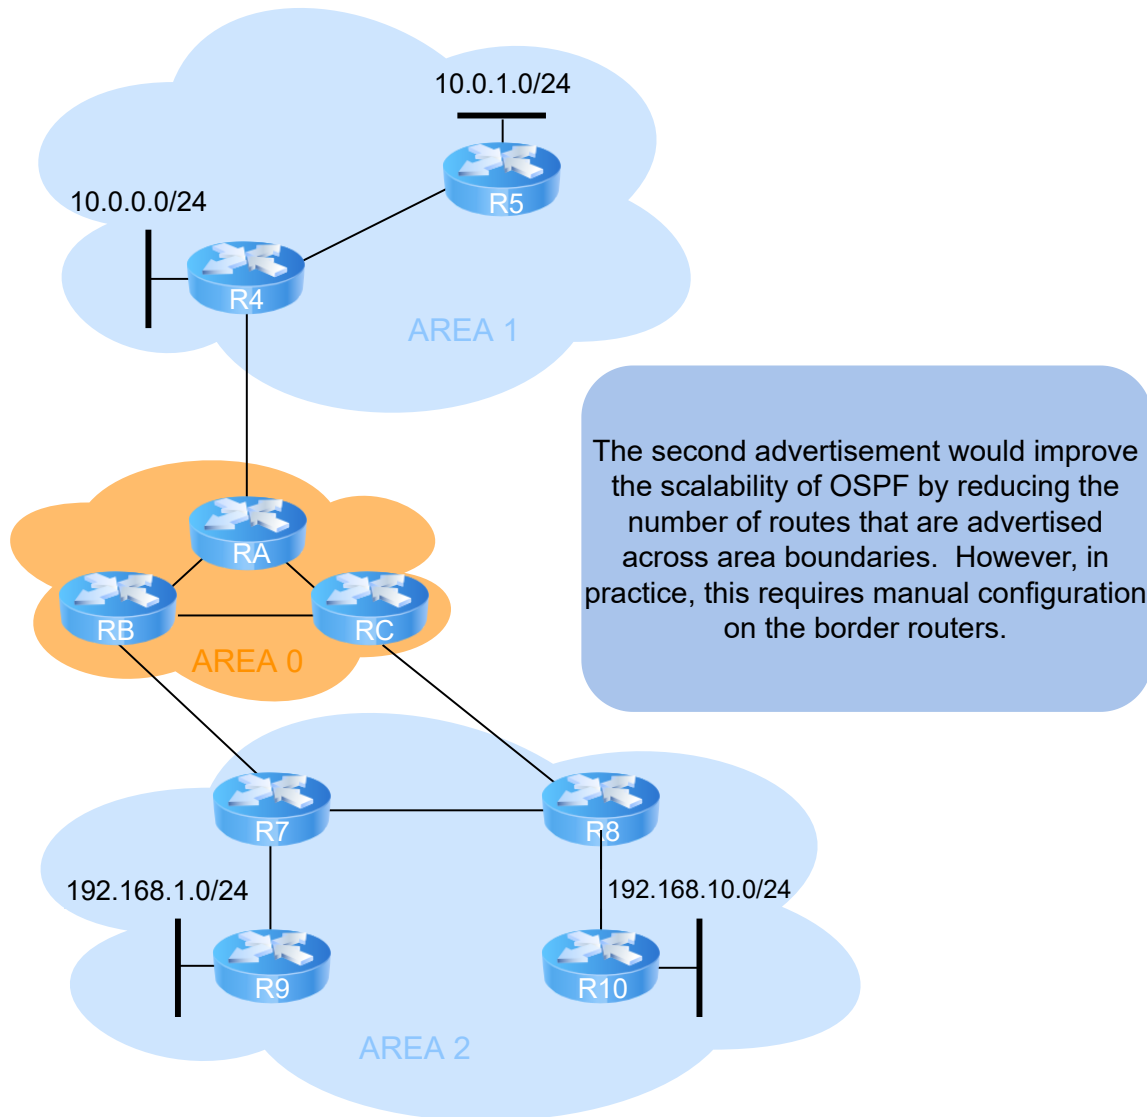 10.0.1.0/24
R5
10.0.0.0/24
R4
AREA 1
The second advertisement would improve
the scalability of OSPF by reducing the
number of routes that are advertised
across area boundaries. However, in
practice, this requires manual configuration
on the border routers.
RA
RB
RC
AREA 0
R7
R8
192.168.1.0/24
192.168.10.0/24
R9
R10
AREA 2